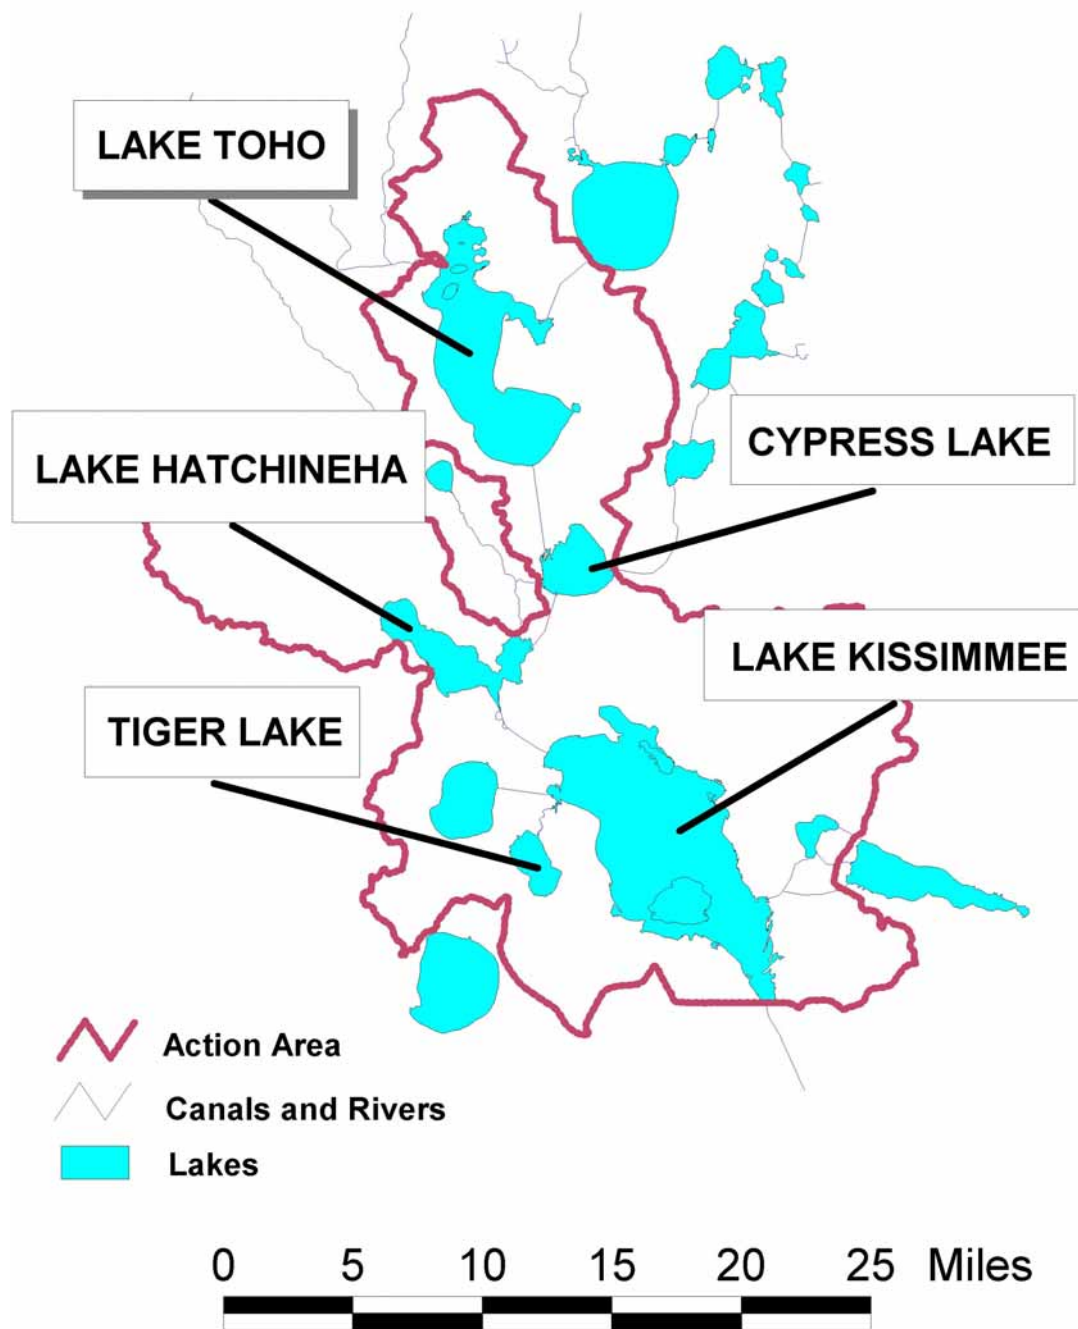 LAKE TOHO
CYPRESS LAKE
LAKE HATCHINEHA
LAKE KISSIMMEE
TIGER LAKE
Action Area
Canals and Rivers
Lakes
0 5 10 15 20 25 Miles